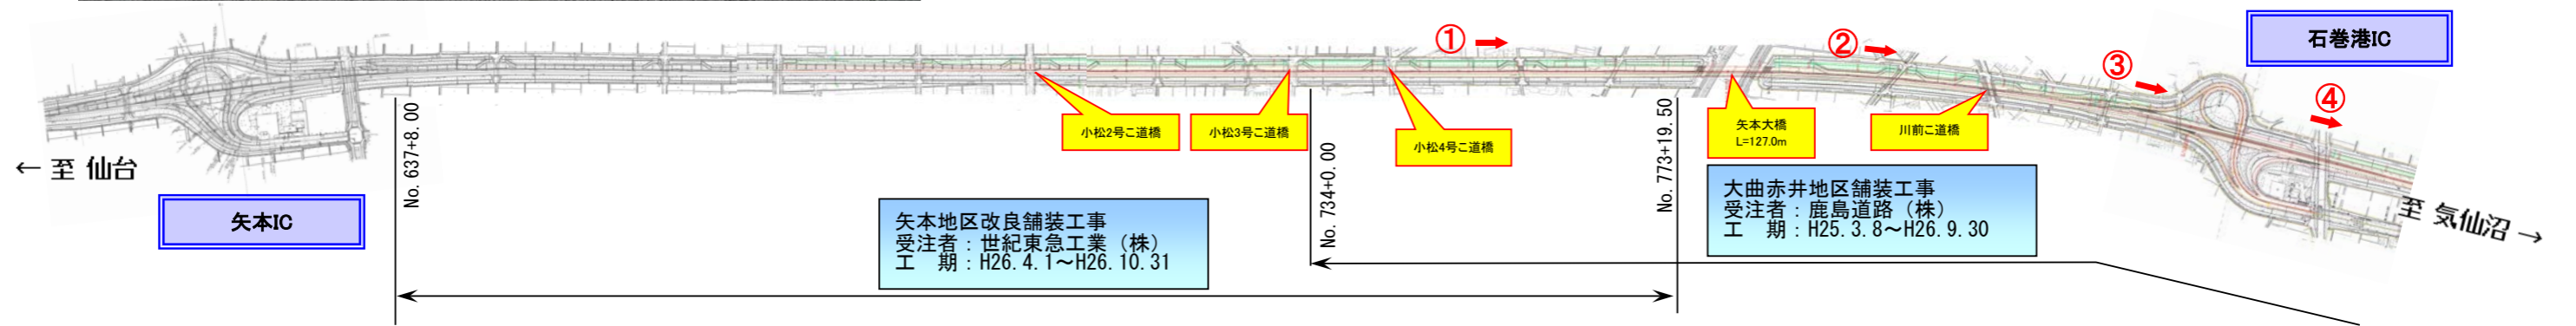 石巻港IC
①
②
③
④
小松2号こ道橋
小松3号こ道橋
小松4号こ道橋
矢本大橋
L=127.0m
川前こ道橋
← 至 仙台
矢本IC
No. 637+8.00
No. 734+0.00
No. 773+19.50
矢本地区改良舗装工事
受注者：世紀東急工業（株）
工　期：H26.4.1～H26.10.31
大曲赤井地区舗装工事
受注者：鹿島道路（株）
工　期：H25.3.8～H26.9.30
至 気仙沼 →